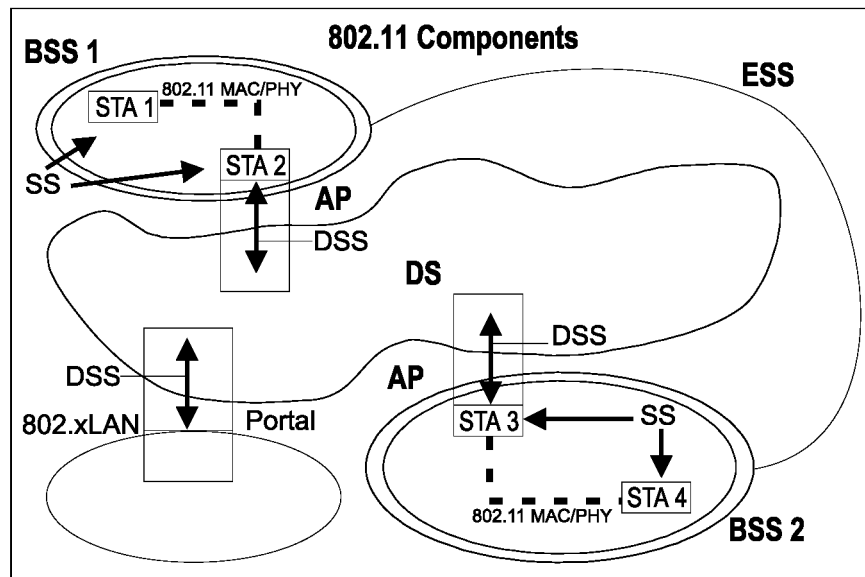 802.11 Components
BSS 1
ESS
802.11 MAC/PHY
STA 1
STA 2
SS
AP
DSS
DS
DSS
DSS
AP
802.xLAN
Portal
STA 3
SS
STA 4
802.11 MAC/PHY
BSS 2